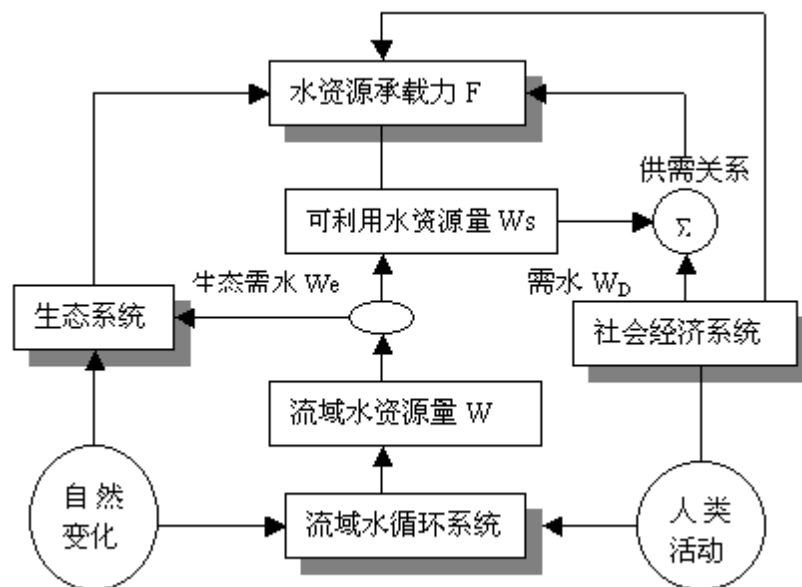 水资源承载力 F
供需关系
可利用水资源量 Ws
Σ
生态需水 We
需水 WD
生态系统
社会经济系统
流域水资源量 W
自 然
变化
流域水循环系统
人 类
活动